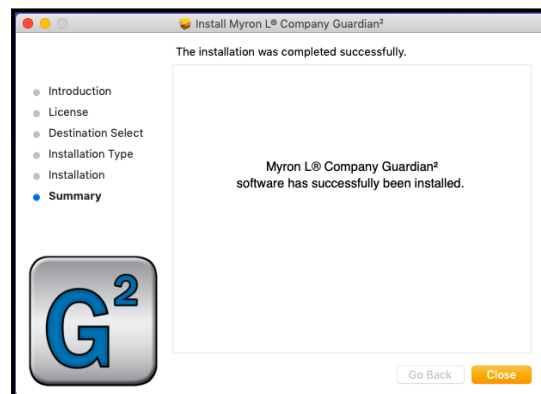 Install Myron L® Company Guardian²
The installation was completed successfully.
Introduction
License
Destination Select
Installation Type
Installation
Summary
Myron L® Company Guardian²
software has successfully been installed.
G²
Go Back
Close